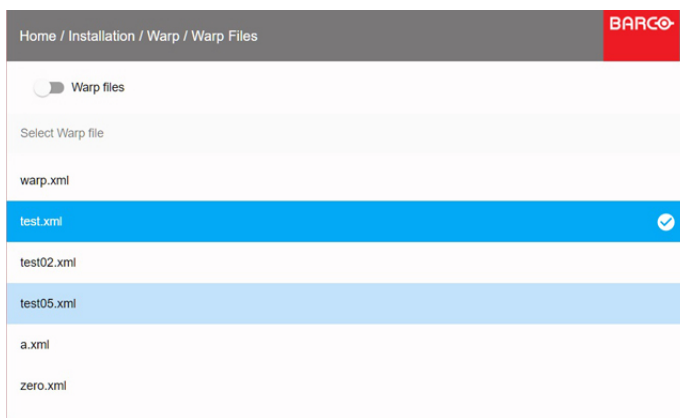 Home / Installation / Warp / Warp Files
BARCO
Warp files
Select Warp file
warp.xml
test.xml
test02.xml
test05.xml
a.xml
zero.xml